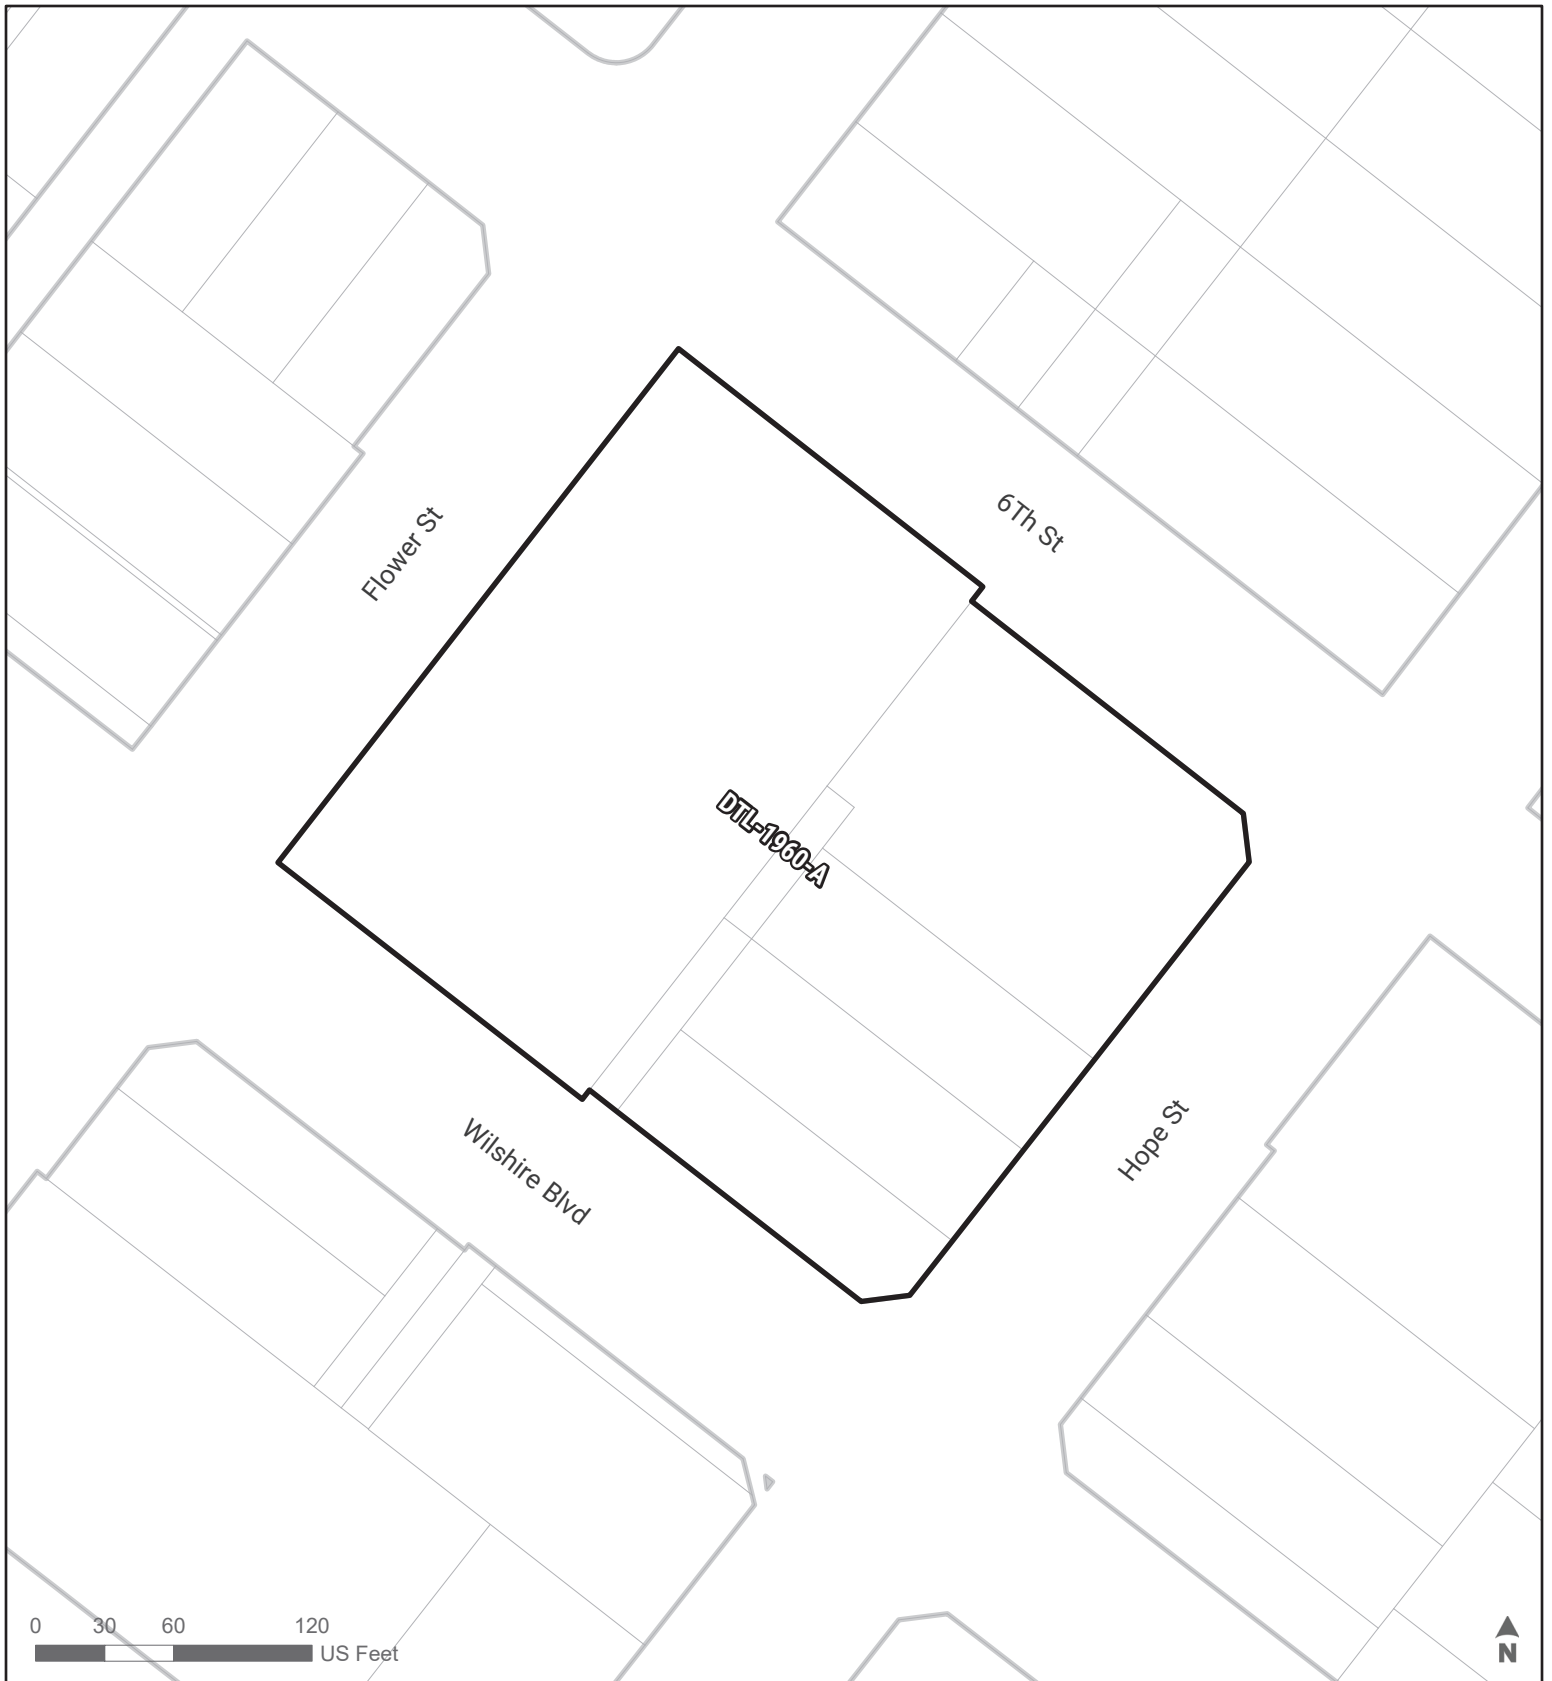 6Th St
Flower St
DTL-1960-A
Hope St
Wilshire Blvd
0 30 60 120
US Feet
N